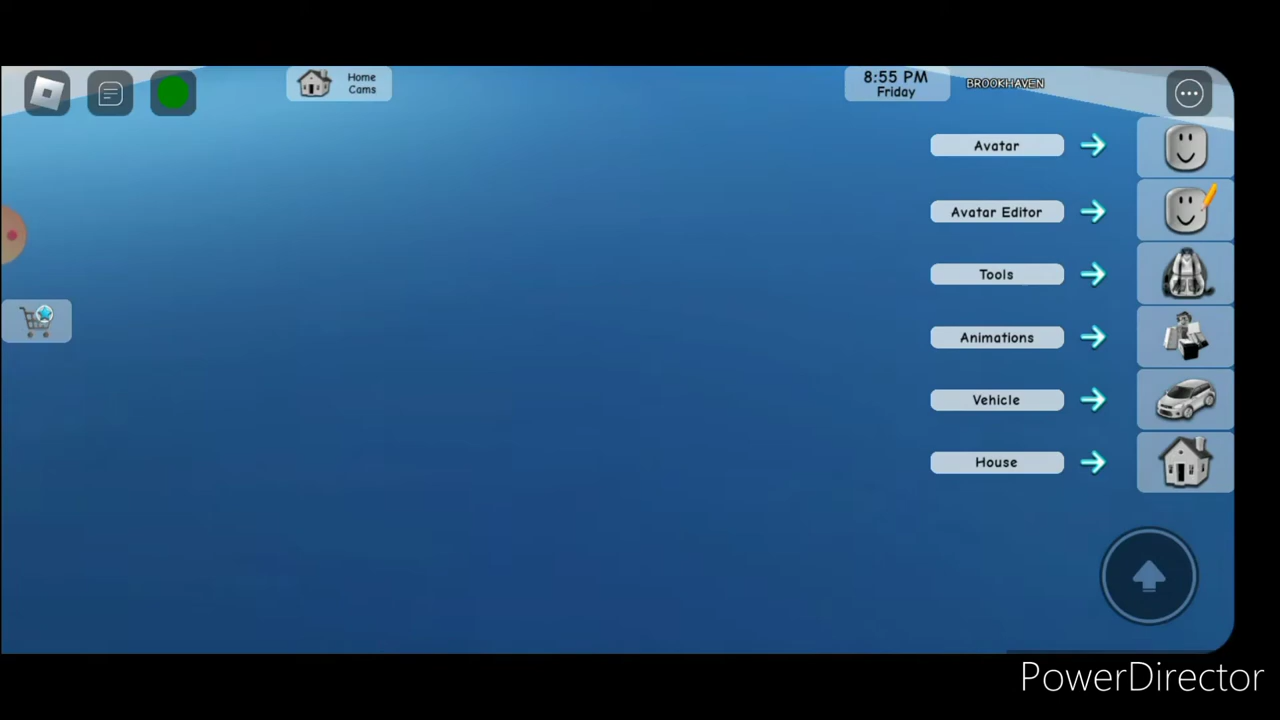 Home
Cams
8:55 PM
Friday
BROOKHAVEN
Avatar
Avatar Editor
Tools
Animations
Vehicle
House
PowerDirector